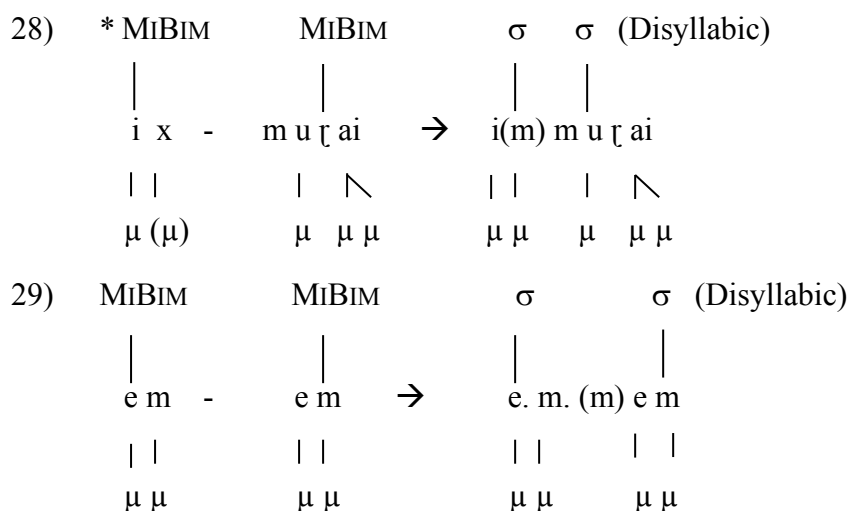 28) * MIBIM MIBIM σ σ (Disyllabic)
i x - m u ɽ ai → i(m) m u ɽ ai
μ (μ) μ μ μ μ μ μ μ μ
29) MIBIM MIBIM σ σ (Disyllabic)
e m - e m → e. m. (m) e m
μ μ μ μ μ μ μ μ